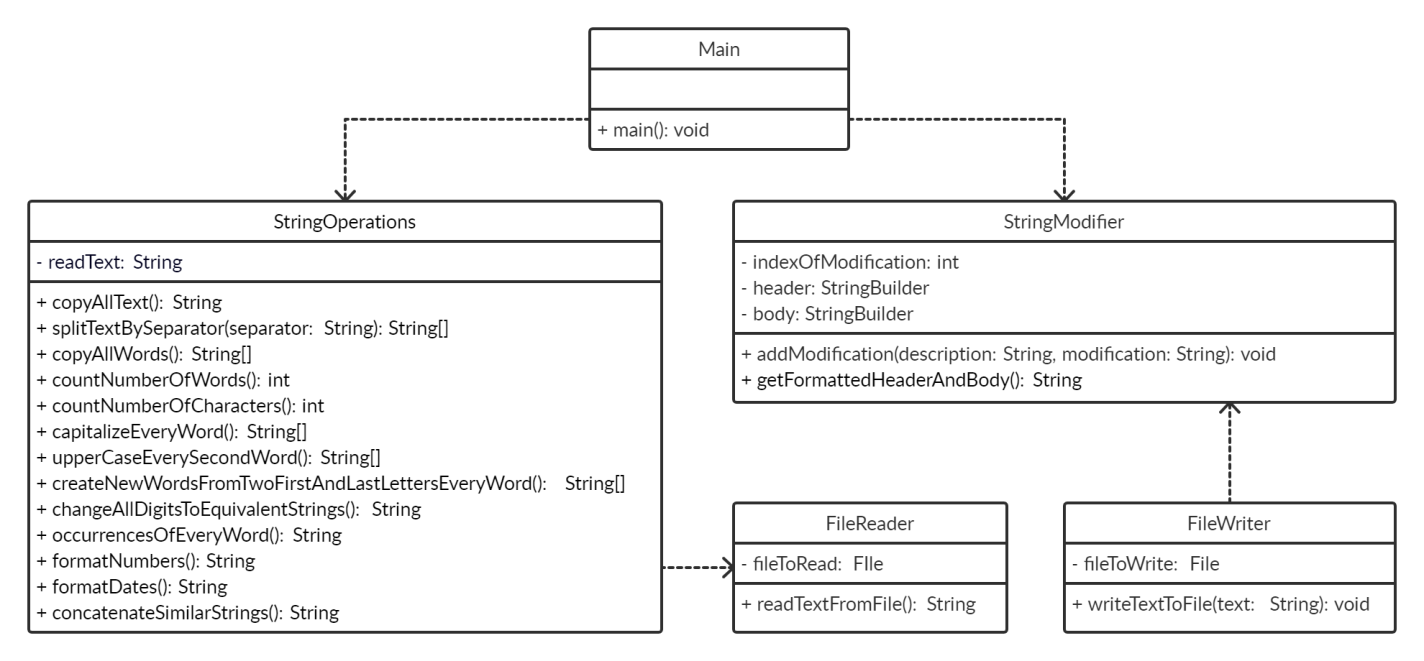 Main
+ main(): void
StringOperations
- readText: String
+ copyAllText(): String
+ splitTextBySeparator(separator: String): String[]
+ copyAllWords(): String[]
+ countNumberOfWords(): int
+ countNumberOfCharacters(): int
+ capitalizeEveryWord(): String[]
+ upperCaseEverySecondWord(): String[]
+ createNewWordsFromTwoFirstAndLastLettersEveryWord(): String[]
+ changeAllDigitsToEquivalentStrings(): String
+ occurrencesOfEveryWord(): String
+ formatNumbers(): String
+ formatDates(): String
+ concatenateSimilarStrings(): String
StringModifier
- indexOfModification: int
- header: StringBuilder
- body: StringBuilder
+ addModification(description: String, modification: String): void
+ getFormattedHeaderAndBody(): String
FileReader
- fileToRead: FIle
+ readTextFromFile(): String
FileWriter
- fileToWrite: File
+ writeTextToFile(text: String): void